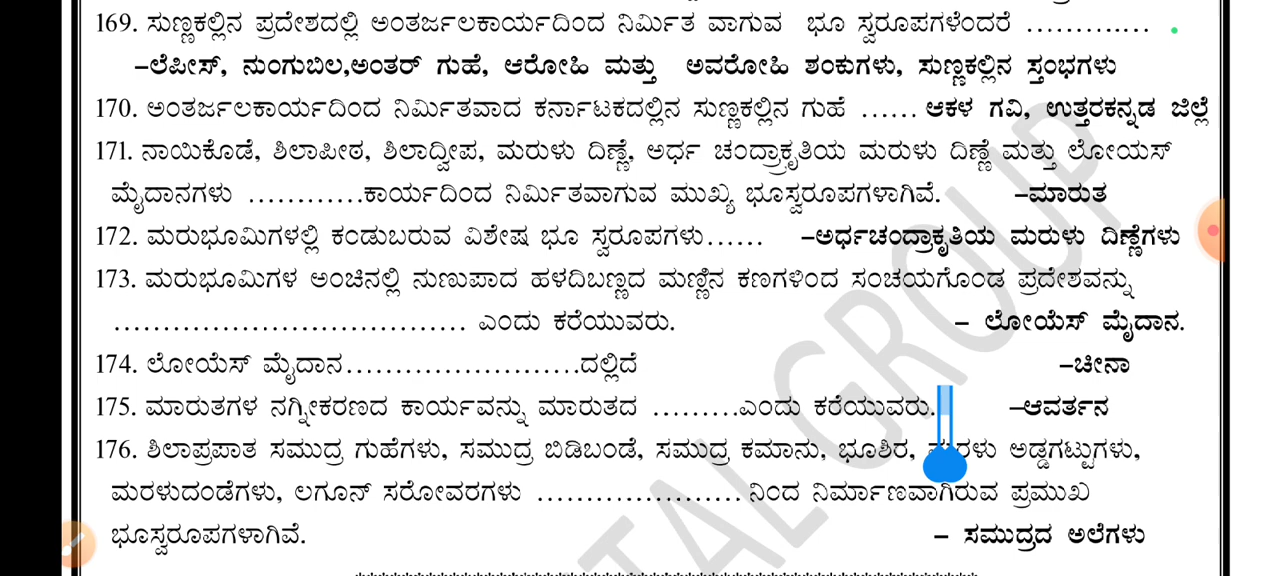 169. ಸುಣ್ಣಕಲ್ಲಿನ ಪ್ರದೇಶದಲ್ಲಿ ಅಂತರ್ಜಲಕಾರ್ಯದಿಂದ ನಿರ್ಮಿತ ವಾಗುವ ಭೂ ಸ್ವರೂಪಗಳೆಂದರೆ ...............
–ಲೆಪೀಸ್, ನುಂಗುಬಿಲ,ಅಂತರ್ ಗುಹೆ, ಆರೋಹಿ ಮತ್ತು ಅವರೋಹಿ ಶಂಕುಗಳು, ಸುಣ್ಣಕಲ್ಲಿನ ಸ್ತಂಭಗಳು
170. ಅಂತರ್ಜಲಕಾರ್ಯದಿಂದ ನಿರ್ಮಿತವಾದ ಕರ್ನಾಟಕದಲ್ಲಿನ ಸುಣ್ಣಕಲ್ಲಿನ ಗುಹೆ ...... ಆಕಳ ಗವಿ, ಉತ್ತರಕನ್ನಡ ಜಿಲ್ಲೆ
171. ನಾಯಿಕೊಡೆ, ಶಿಲಾಪೀಠ, ಶಿಲಾದ್ವೀಪ, ಮರುಳು ದಿಣ್ಣೆ, ಅರ್ಧ ಚಂದ್ರಾಕೃತಿಯ ಮರುಳು ದಿಣ್ಣೆ ಮತ್ತು ಲೋಯಸ್
ಮೈದಾನಗಳು ............ಕಾರ್ಯದಿಂದ ನಿರ್ಮಿತವಾಗುವ ಮುಖ್ಯ ಭೂಸ್ವರೂಪಗಳಾಗಿವೆ. –ಮಾರುತ
172. ಮರುಭೂಮಿಗಳಲ್ಲಿ ಕಂಡುಬರುವ ವಿಶೇಷ ಭೂ ಸ್ವರೂಪಗಳು...... –ಅರ್ಧಚಂದ್ರಾಕೃತಿಯ ಮರುಳು ದಿಣ್ಣೆಗಳು
173. ಮರುಭೂಮಿಗಳ ಅಂಚಿನಲ್ಲಿ ನುಣುಪಾದ ಹಳದಿಬಣ್ಣದ ಮಣ್ಣಿನ ಕಣಗಳಿಂದ ಸಂಚಯಗೊಂಡ ಪ್ರದೇಶವನ್ನು
.................................... ಎಂದು ಕರೆಯುವರು. – ಲೋಯೆಸ್ ಮೈದಾನ.
174. ಲೋಯೆಸ್ ಮೈದಾನ........................ದಲ್ಲಿದೆ –ಚೀನಾ
175. ಮಾರುತಗಳ ನಗ್ನೀಕರಣದ ಕಾರ್ಯವನ್ನು ಮಾರುತದ .........ಎಂದು ಕರೆಯುವರು. –ಆವರ್ತನ
176. ಶಿಲಾಪ್ರಪಾತ ಸಮುದ್ರ ಗುಹೆಗಳು, ಸಮುದ್ರ ಬಿಡಿಬಂಡೆ, ಸಮುದ್ರ ಕಮಾನು, ಭೂಶಿರ, ಅಡ್ಡಗಟ್ಟುಗಳು,
ಮರಳುದಂಡೆಗಳು, ಲಗೂನ್ ಸರೋವರಗಳು ..................... ನಿಂದ ನಿರ್ಮಾಣವಾಗಿರುವ ಪ್ರಮುಖ
ಭೂಸ್ವರೂಪಗಳಾಗಿವೆ. – ಸಮುದ್ರದ ಅಲೆಗಳು
TAL GROUP